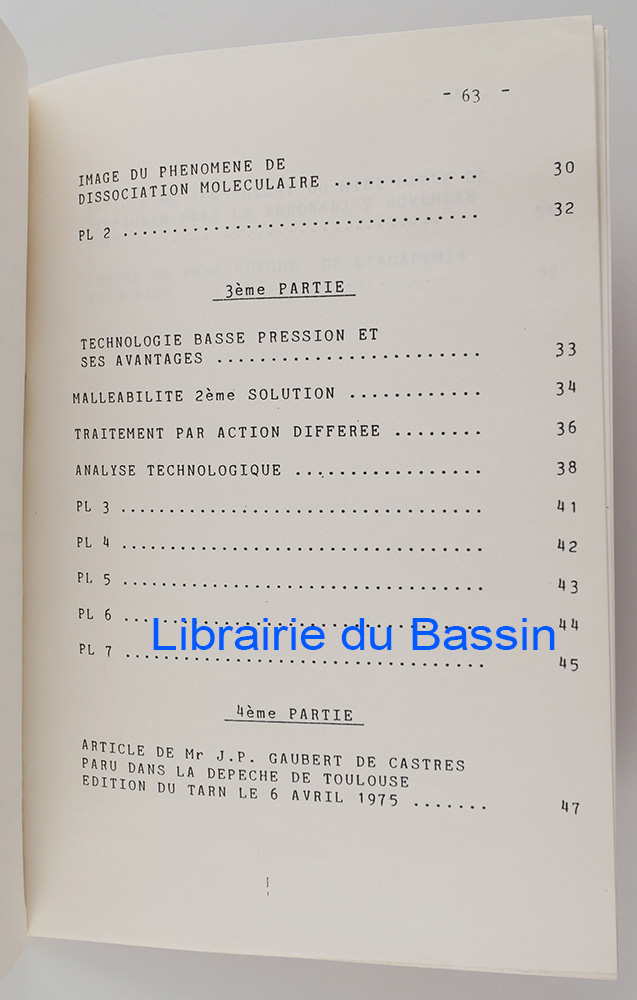 - 63 -
IMAGE DU PHENOMENE DE
DISSOCIATION MOLECULAIRE ............. 30
PL 2 .................................. 32
3ème PARTIE
TECHNOLOGIE BASSE PRESSION ET
SES AVANTAGES ......................... 33
MALLEABILITE 2ème SOLUTION ............ 34
TRAITEMENT PAR ACTION DIFFEREE ........ 36
ANALYSE TECHNOLOGIQUE ................. 38
PL 3 .................................. 41
PL 4 .................................. 42
PL 5 .................................. 43
PL 6 .................................. 44
Librairie du Bassin
PL 7 .................................. 45
4ème PARTIE
ARTICLE DE Mr J.P. GAUBERT DE CASTRES
PARU DANS LA DEPECHE DE TOULOUSE
EDITION DU TARN LE 6 AVRIL 1975 ....... 47